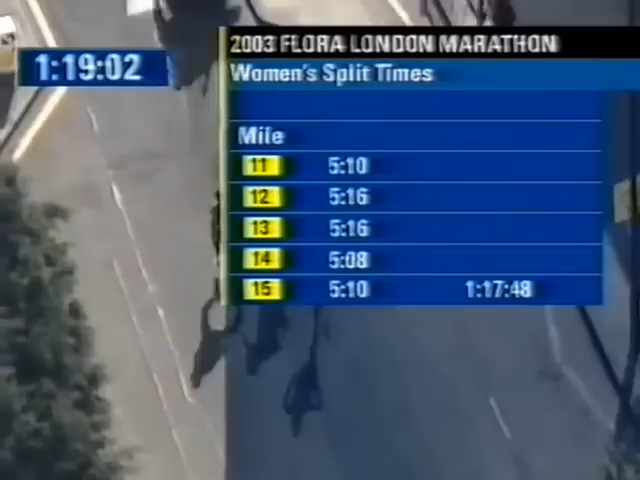 1:19:02
2003 FLORA LONDON MARATHON
Women's Split Times
Mile
11 5:10
12 5:16
13 5:16
14 5:08
15 5:10 1:17:48